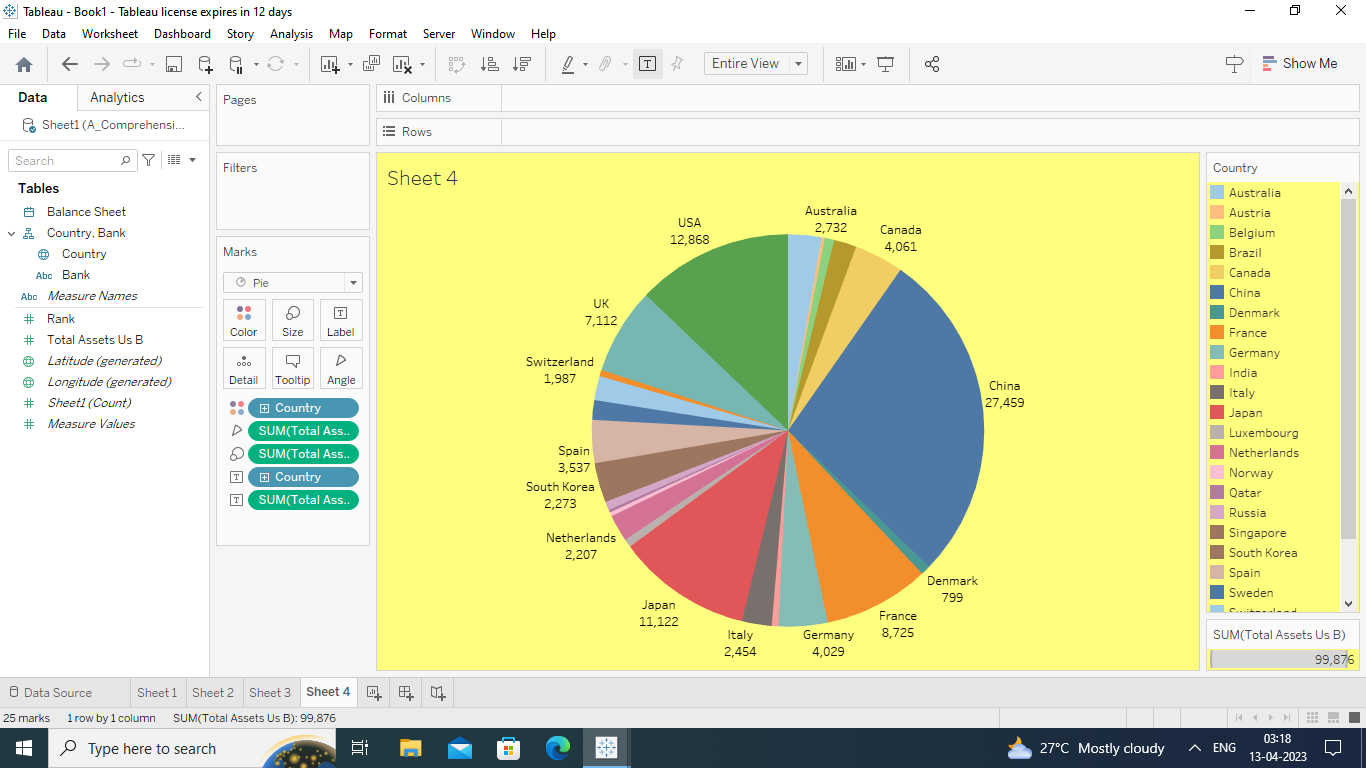 Tableau - Book1 - Tableau license expires in 12 days
File Data Worksheet Dashboard Story Analysis Map Format Server Window Help
Entire View
Show Me
Data Analytics
Sheet1 (A_Comprehensi...
Search
Tables
Balance Sheet
Country, Bank
Country
Abc Bank
Abc Measure Names
Rank
Total Assets Us B
Latitude (generated)
Longitude (generated)
Sheet1 (Count)
Measure Values
Pages
Filters
Marks
Pie
Color Size Label
Detail Tooltip Angle
Country
SUM(Total Ass..
SUM(Total Ass..
Country
SUM(Total Ass..
Columns
Rows
Sheet 4
USA
12,868
Australia
2,732
Canada
4,061
China
27,459
Denmark
799
France
8,725
Germany
4,029
Italy
2,454
Japan
11,122
Netherlands
2,207
South Korea
2,273
Spain
3,537
Switzerland
1,987
UK
7,112
Country
Australia
Austria
Belgium
Brazil
Canada
China
Denmark
France
Germany
India
Italy
Japan
Luxembourg
Netherlands
Norway
Qatar
Russia
Singapore
South Korea
Spain
Sweden
Switzerland
SUM(Total Assets Us B)
99,876
Data Source Sheet 1 Sheet 2 Sheet 3 Sheet 4
25 marks 1 row by 1 column SUM(Total Assets Us B): 99,876
Type here to search
27°C Mostly cloudy
ENG
03:18
13-04-2023